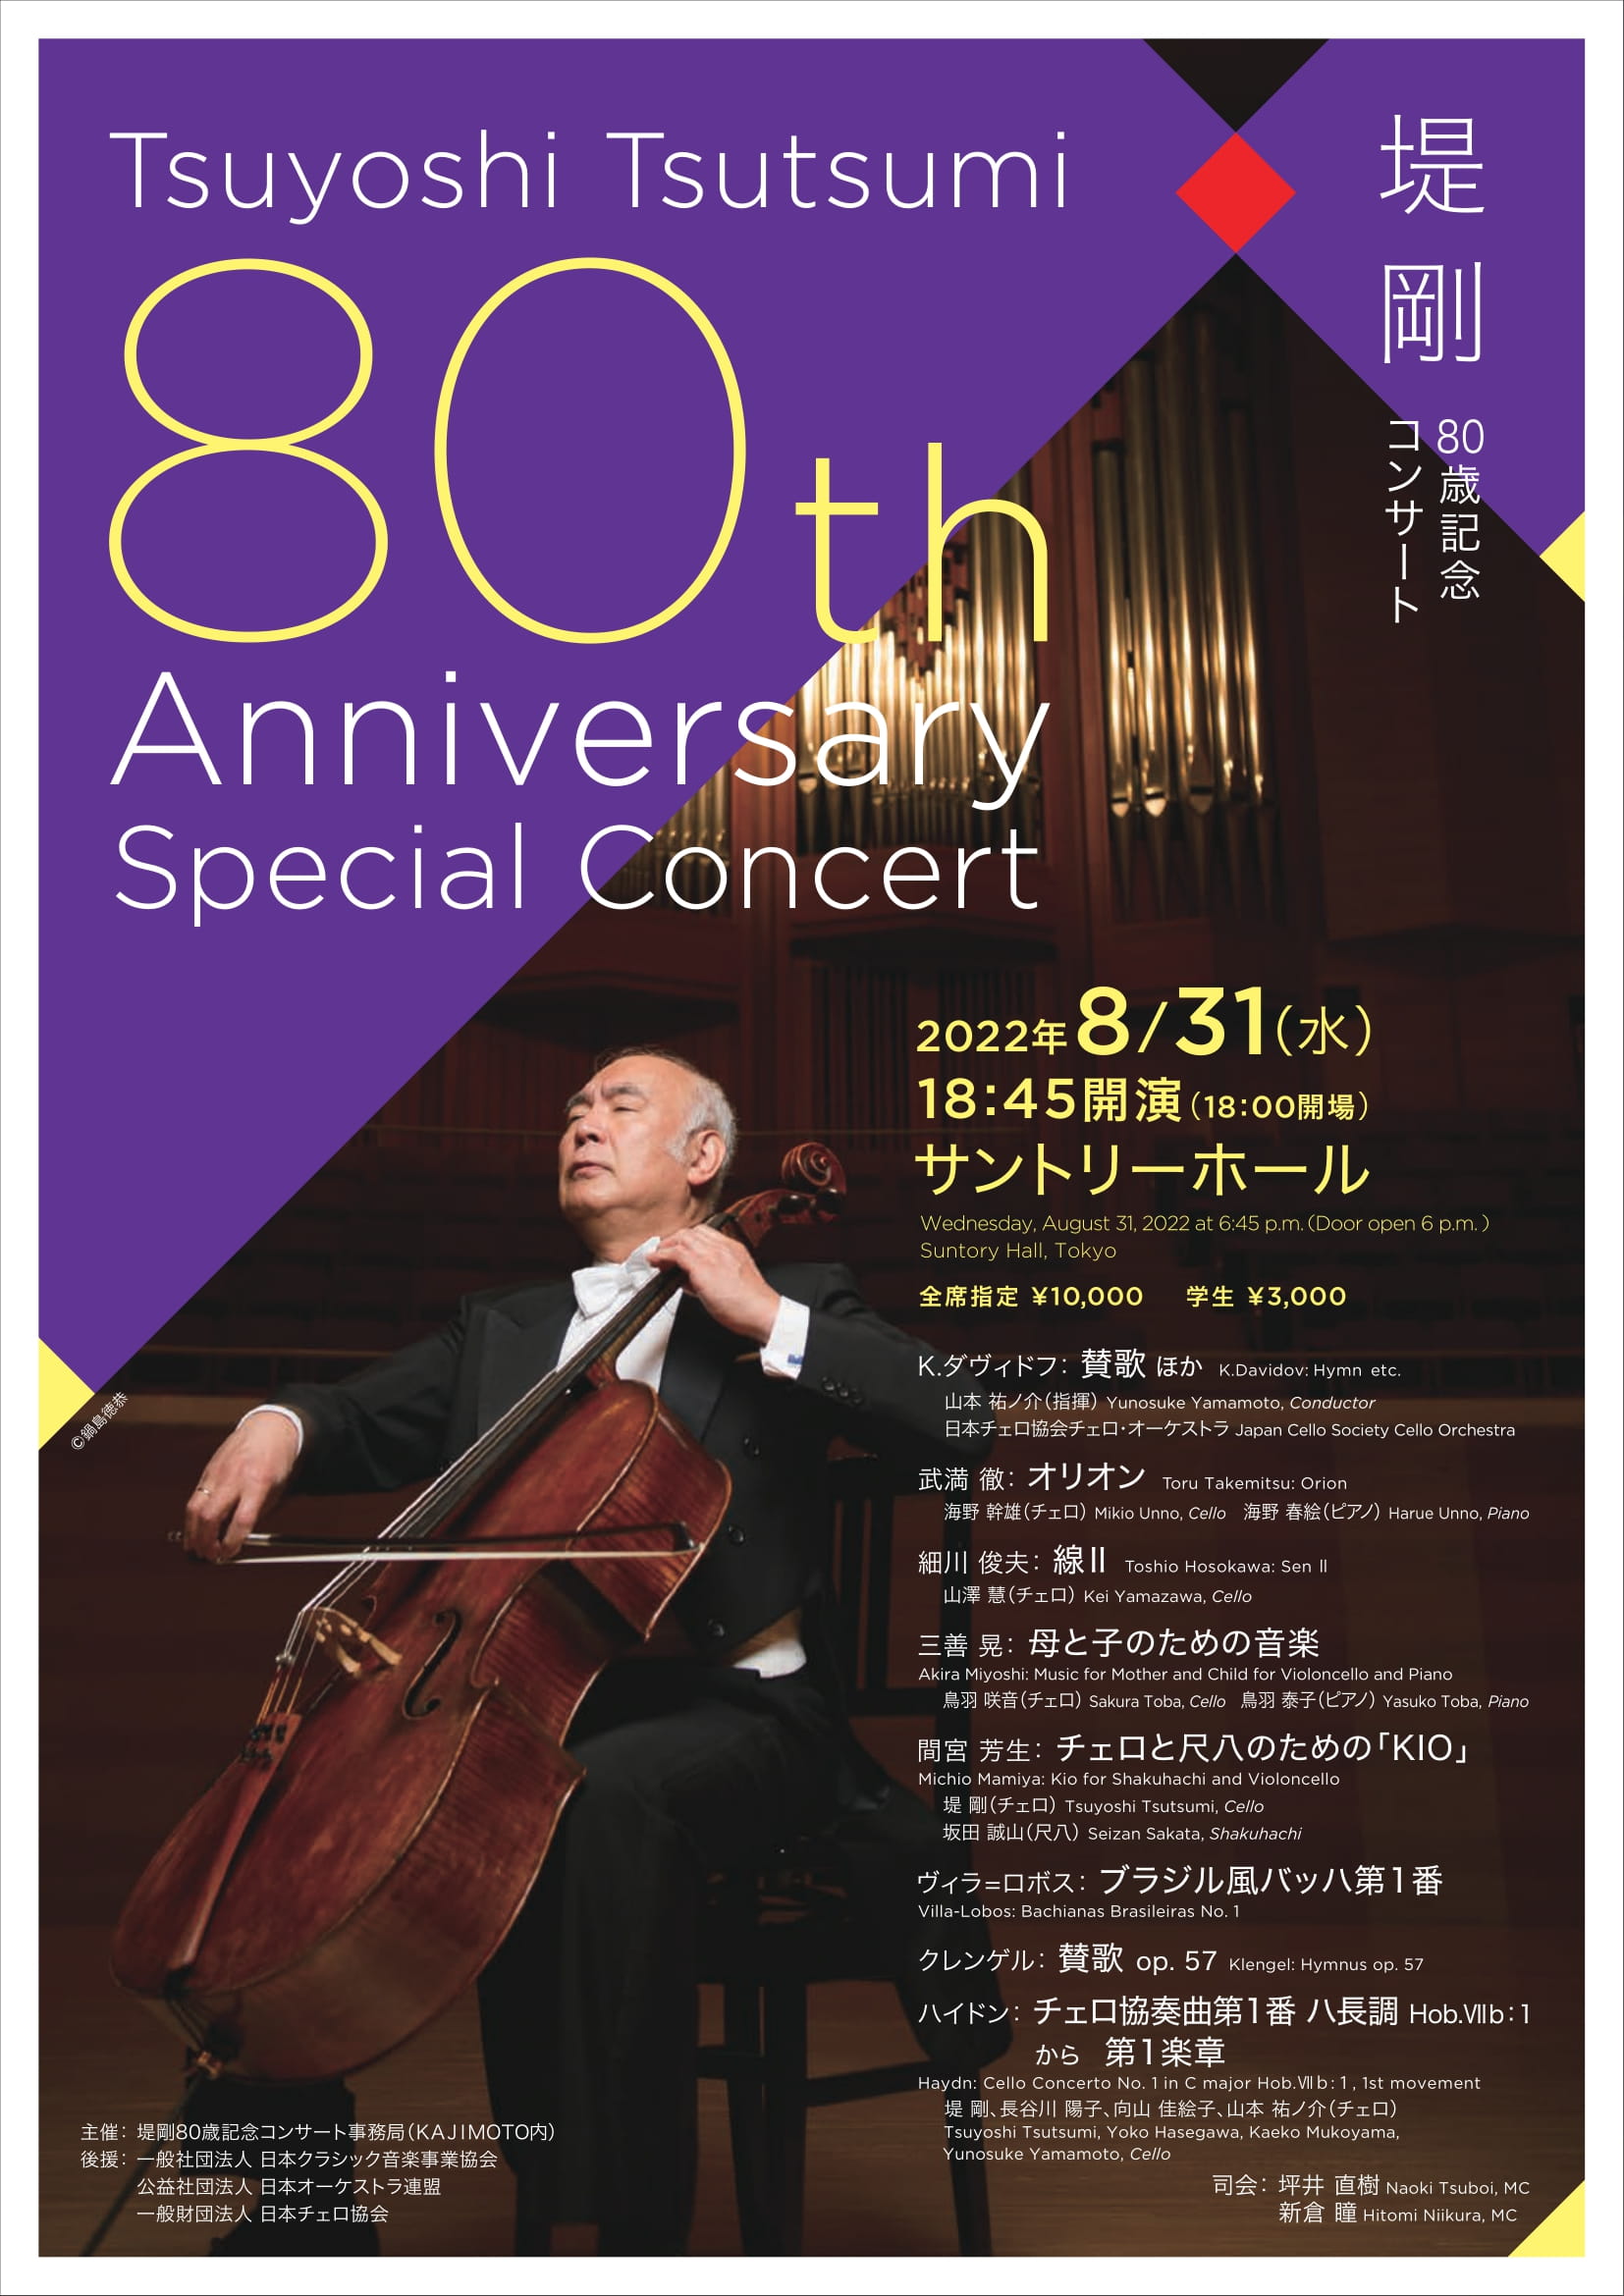 Tsuyoshi Tsutsumi
80th
Anniversary
Special Concert
堤 剛
80歳記念
コンサート
2022年8/31(水)
18:45開演(18:00開場)
サントリーホール
Wednesday, August 31, 2022 at 6:45 p.m. (Door open 6 p.m.)
Suntory Hall, Tokyo
全席指定 ¥10,000 学生 ¥3,000
K.ダヴィドフ: 賛歌 ほか K.Davidov: Hymn etc.
山本 祐ノ介(指揮) Yunosuke Yamamoto, Conductor
日本チェロ協会チェロ・オーケストラ Japan Cello Society Cello Orchestra
武満 徹: オリオン Toru Takemitsu: Orion
海野 幹雄(チェロ) Mikio Unno, Cello 海野 春絵(ピアノ) Harue Unno, Piano
細川 俊夫: 線Ⅱ Toshio Hosokawa: Sen Ⅱ
山澤 慧(チェロ) Kei Yamazawa, Cello
三善 晃: 母と子のための音楽
Akira Miyoshi: Music for Mother and Child for Violoncello and Piano
鳥羽 咲音(チェロ) Sakura Toba, Cello 鳥羽 泰子(ピアノ) Yasuko Toba, Piano
間宮 芳生: チェロと尺八のための「KIO」
Michio Mamiya: Kio for Shakuhachi and Violoncello
堤 剛(チェロ) Tsuyoshi Tsutsumi, Cello
坂田 誠山(尺八) Seizan Sakata, Shakuhachi
ヴィラ=ロボス: ブラジル風バッハ第1番
Villa-Lobos: Bachianas Brasileiras No. 1
クレンゲル: 賛歌 op. 57 Klengel: Hymnus op. 57
ハイドン: チェロ協奏曲第1番 ハ長調 Hob.Ⅶb:1
から 第1楽章
Haydn: Cello Concerto No. 1 in C major Hob.Ⅶb:1, 1st movement
堤 剛、長谷川 陽子、向山 佳絵子、山本 祐ノ介(チェロ)
Tsuyoshi Tsutsumi, Yoko Hasegawa, Kaeko Mukoyama,
Yunosuke Yamamoto, Cello
司会: 坪井 直樹 Naoki Tsuboi, MC
新倉 瞳 Hitomi Niikura, MC
©鍋島徳恭
主催: 堤剛80歳記念コンサート事務局(KAJIMOTO内)
後援: 一般社団法人 日本クラシック音楽事業協会
公益社団法人 日本オーケストラ連盟
一般財団法人 日本チェロ協会